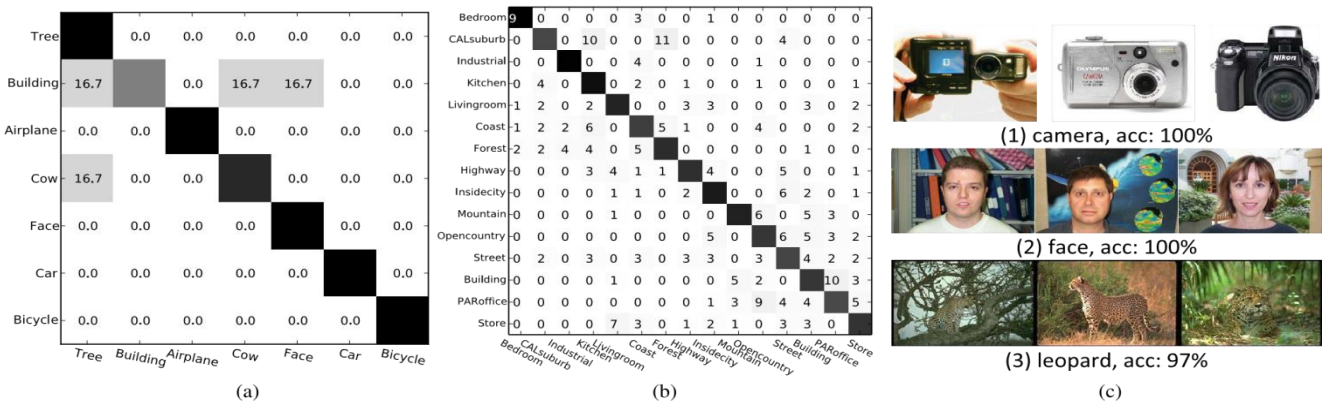 Tree 0.0 0.0 0.0 0.0 0.0 0.0
Building 16.7 0.0 16.7 16.7 0.0 0.0
Airplane 0.0 0.0 0.0 0.0 0.0 0.0
Cow 16.7 0.0 0.0 0.0 0.0 0.0
Face 0.0 0.0 0.0 0.0 0.0 0.0
Car 0.0 0.0 0.0 0.0 0.0 0.0
Bicycle 0.0 0.0 0.0 0.0 0.0 0.0
Tree Building Airplane Cow Face Car Bicycle
(a)
Bedroom 9 0 0 0 0 3 0 0 1 0 0 0 0 0 0
CALsuburb 0 0 10 0 0 11 0 0 0 0 4 0 0 0
Industrial 0 0 0 0 4 0 0 0 0 1 0 0 0 0
Kitchen 0 4 0 0 2 0 1 0 0 1 0 0 0 1
Livingroom 1 2 0 2 0 0 3 3 0 0 3 0 0 2
Coast 1 2 2 6 0 5 1 0 0 4 0 0 0 2
Forest 2 2 4 4 0 5 0 0 0 0 0 1 0 0
Highway 0 0 0 3 4 1 1 4 0 0 5 0 0 1
Insidecity 0 0 0 1 0 1 0 2 0 0 6 2 0 1
Mountain 0 0 0 0 1 0 0 0 0 6 0 5 3 0
Opencountry 0 0 0 0 0 0 0 0 5 0 6 5 3 2
Street 0 2 0 3 0 3 0 3 3 0 3 4 2 2
Building 0 0 0 0 1 0 0 0 0 5 2 0 10 3
PARoffice 0 0 0 0 0 0 0 0 1 3 9 4 4 5
Store 0 0 0 0 7 3 0 1 2 1 0 3 3 0
Bedroom CALsuburb Industrial Kitchen Livingroom Coast Forest Highway Insidecity Mountain Opencountry Street Building PARoffice Store
(b)
OLYMPUS
CAMEDIA
Nikon
(1) camera, acc: 100%
(2) face, acc: 100%
(3) leopard, acc: 97%
(c)